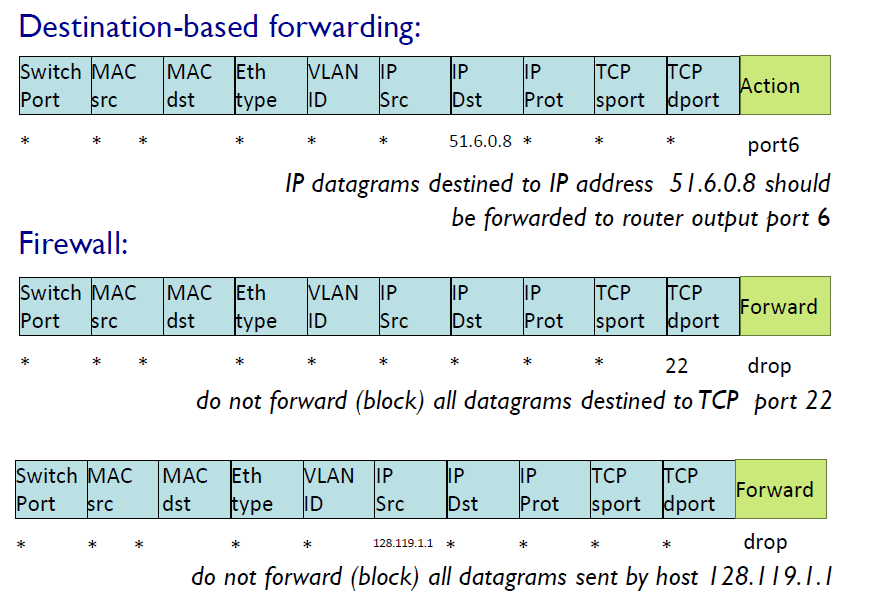 Destination-based forwarding:
Switch Port MAC src MAC dst Eth type VLAN ID IP Src IP Dst IP Prot TCP sport TCP dport Action
* * * * * * 51.6.0.8 * * * port6
IP datagrams destined to IP address 51.6.0.8 should
be forwarded to router output port 6
Firewall:
Switch Port MAC src MAC dst Eth type VLAN ID IP Src IP Dst IP Prot TCP sport TCP dport Forward
* * * * * * * * * 22 drop
do not forward (block) all datagrams destined to TCP port 22
Switch Port MAC src MAC dst Eth type VLAN ID IP Src IP Dst IP Prot TCP sport TCP dport Forward
* * * * * 128.119.1.1 * * * * drop
do not forward (block) all datagrams sent by host 128.119.1.1